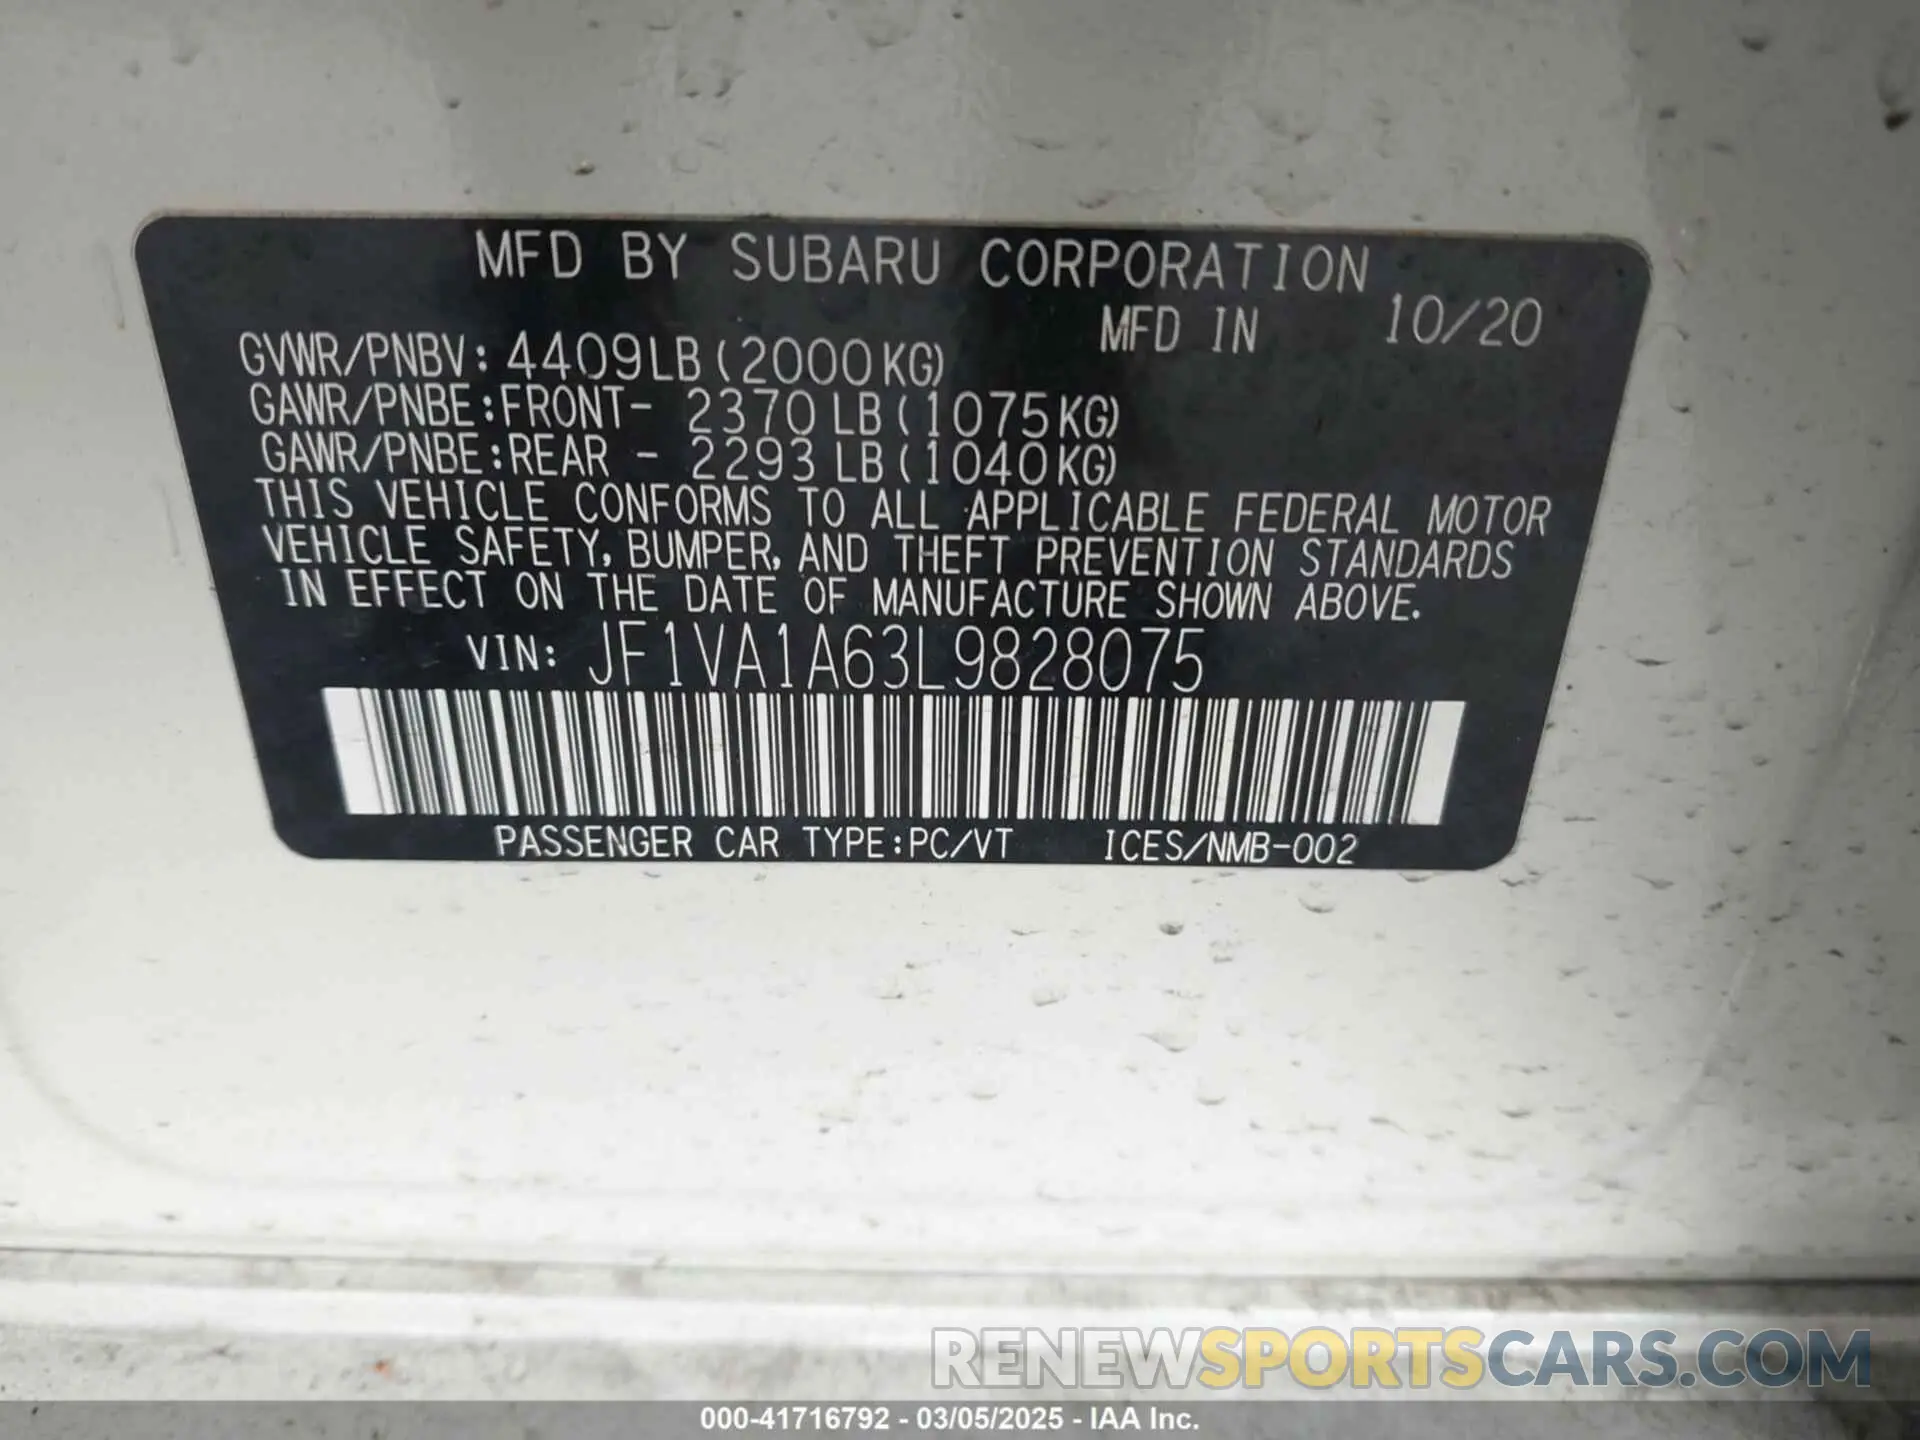 MFD BY SUBARU CORPORATION
MFD IN 10/20
GVWR/PNBV: 4409LB(2000KG)
GAWR/PNBE:FRONT- 2370LB(1075KG)
GAWR/PNBE:REAR - 2293LB(1040KG)
THIS VEHICLE CONFORMS TO ALL APPLICABLE FEDERAL MOTOR
VEHICLE SAFETY, BUMPER, AND THEFT PREVENTION STANDARDS
IN EFFECT ON THE DATE OF MANUFACTURE SHOWN ABOVE.
VIN: JF1VA1A63L9828075
PASSENGER CAR TYPE:PC/VT ICES/NMB-002
RENEWSPORTSCARS.COM
000-41716792 - 03/05/2025 - IAA Inc.